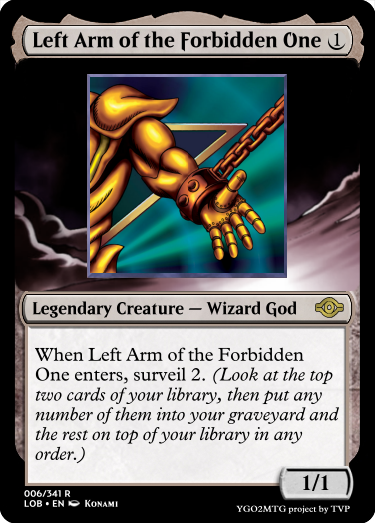 Left Arm of the Forbidden One 1
Legendary Creature — Wizard God
When Left Arm of the Forbidden
One enters, surveil 2. (Look at the top
two cards of your library, then put any
number of them into your graveyard and
the rest on top of your library in any
order.)
1/1
006/341 R
LOB • EN Konami
YGO2MTG project by TVP